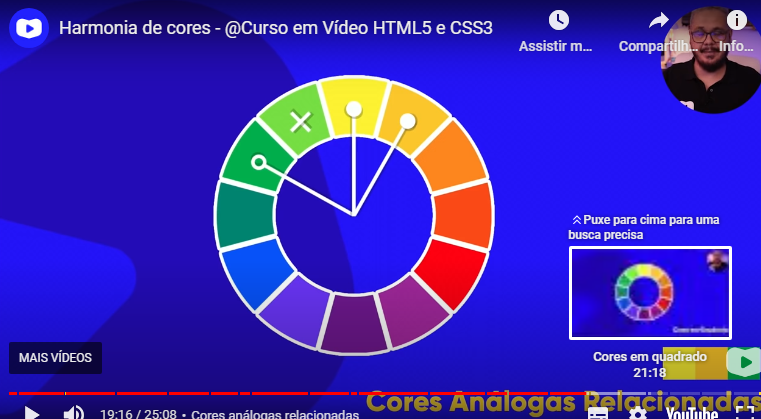 Harmonia de cores - @Curso em Vídeo HTML5 e CSS3
Assistir m...
Compartilh...
Info...
Puxe para cima para uma
busca precisa
MAIS VÍDEOS
Cores em quadrado
21:18
Cores Análogas Relacionadas
19:16 / 25:08 • Cores análogas relacionadas
YouTube